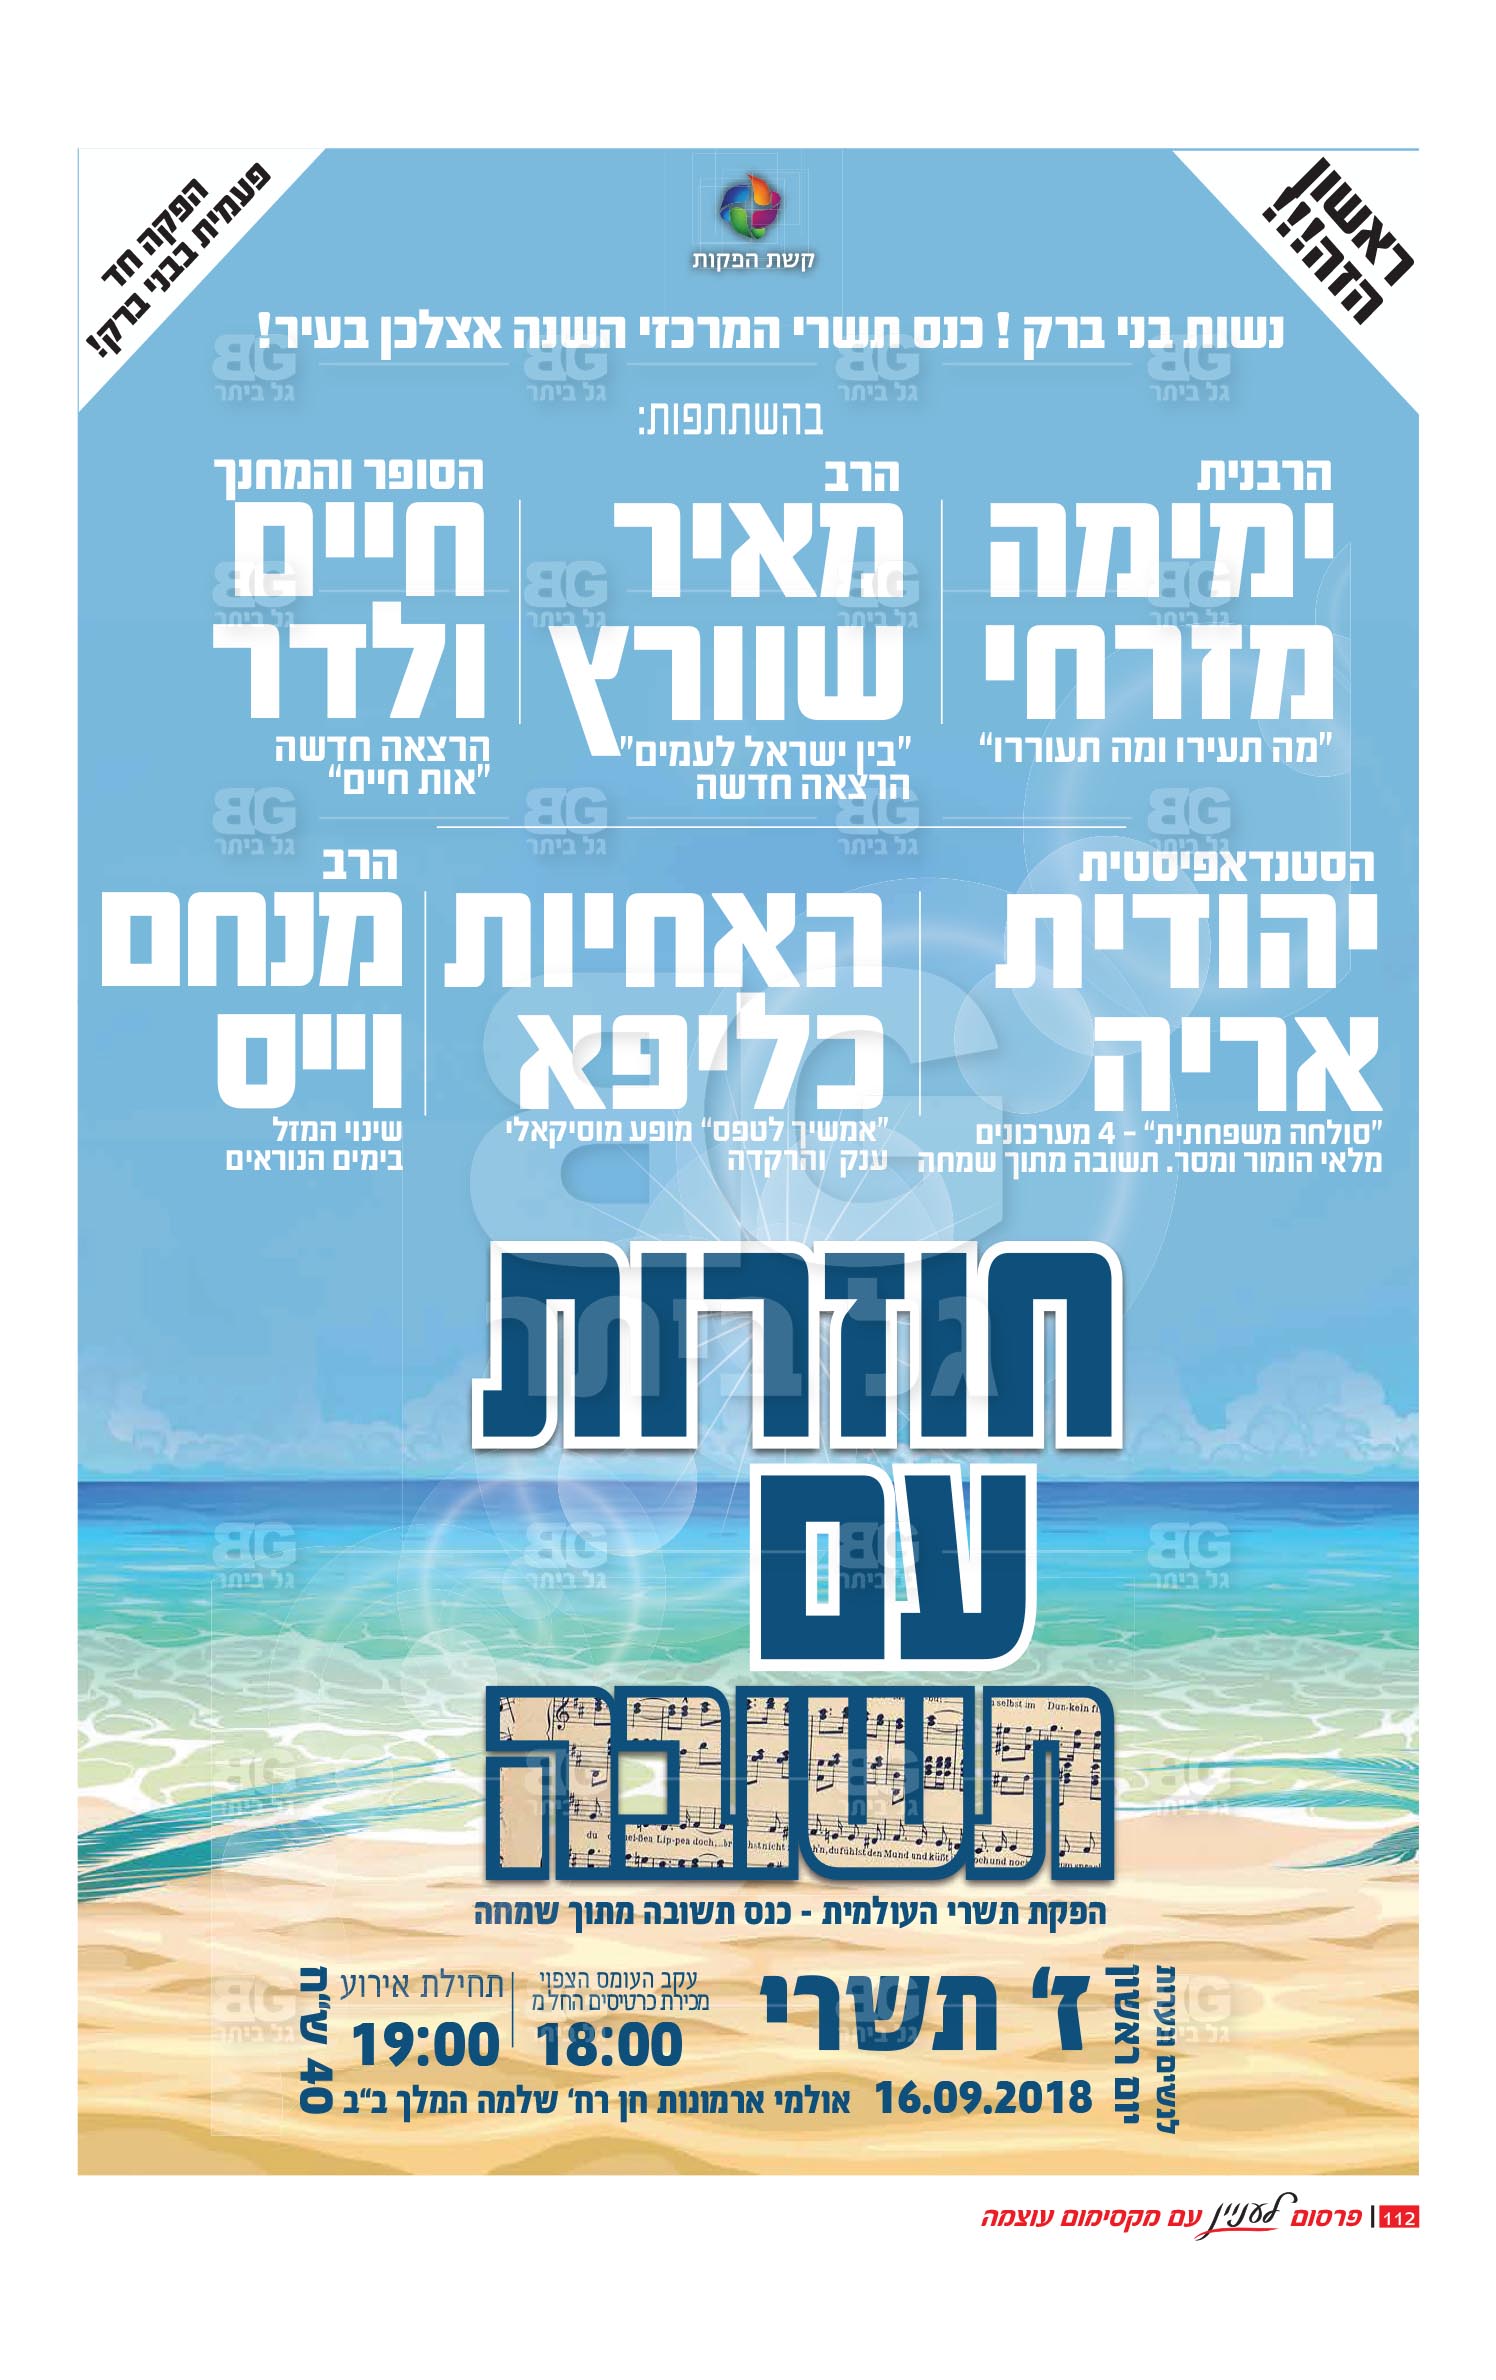 ראשון
הזה!!!
הפקה חד
פעמית בבני ברק!
קשת הפקות
נשות בני ברק ! כנס תשרי המרכזי השנה אצלכן בעיר!
בהשתתפות:
הרבנית
ימימה
מזרחי
"מה תעירו ומה תעוררו"
הרב
מאיר
שוורץ
"בין ישראל לעמים"
הרצאה חדשה
הסופר והמחנך
חיים
ולדר
הרצאה חדשה
"אות חיים"
הסטנדאפיסטית
יהודית
אריה
"סולחה משפחתית" - 4 מערכונים
מלאי הומור ומסר. תשובה מתוך שמחה
האחיות
כליפא
"אמשיך לטפס" מופע מוסיקאלי
ענק והרקדה
הרב
מנחם
וייס
שינוי המזל
בימים הנוראים
BG
גל ביתר
חוזרות
עם
תשובה
הפקת תשרי העולמית - כנס תשובה מתוך שמחה
לנשים ונערות
יום ראשון
ז' תשרי
16.09.2018
עקב העומס הצפוי
מכירת כרטיסים החל מ
18:00
תחילת אירוע
19:00
אולמי ארמונות חן רח' שלמה המלך ב"ב
40 ש"ח
112 | פרסום לעניין עם מקסימום עוצמה